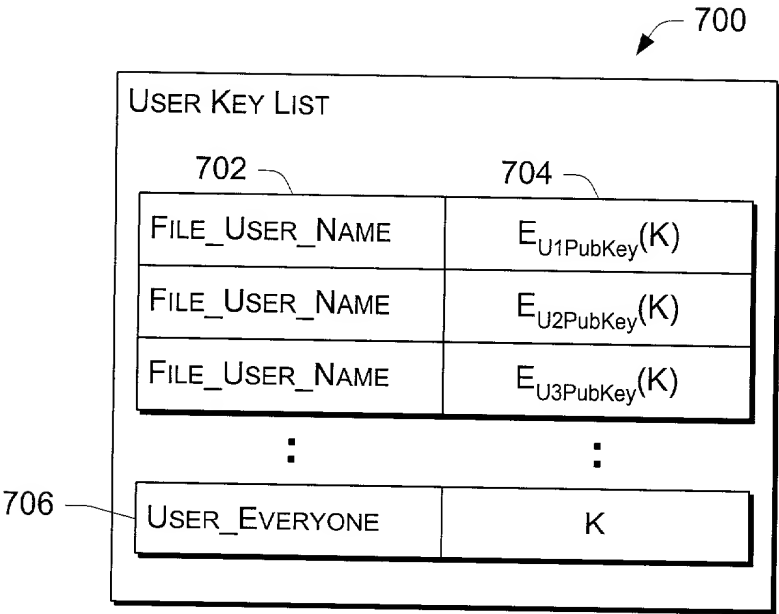 700
USER KEY LIST
702 704
FILE_USER_NAME E_U1PubKey(K)
FILE_USER_NAME E_U2PubKey(K)
FILE_USER_NAME E_U3PubKey(K)
: :
706 USER_EVERYONE K